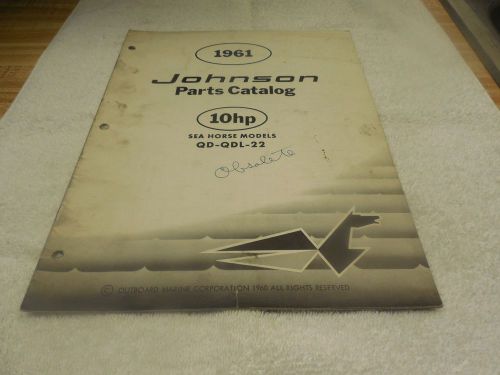 1961
Johnson
Parts Catalog
10hp
SEA HORSE MODELS
QD-QDL-22
Obsolete
© OUTBOARD MARINE CORPORATION 1960 ALL RIGHTS RESERVED